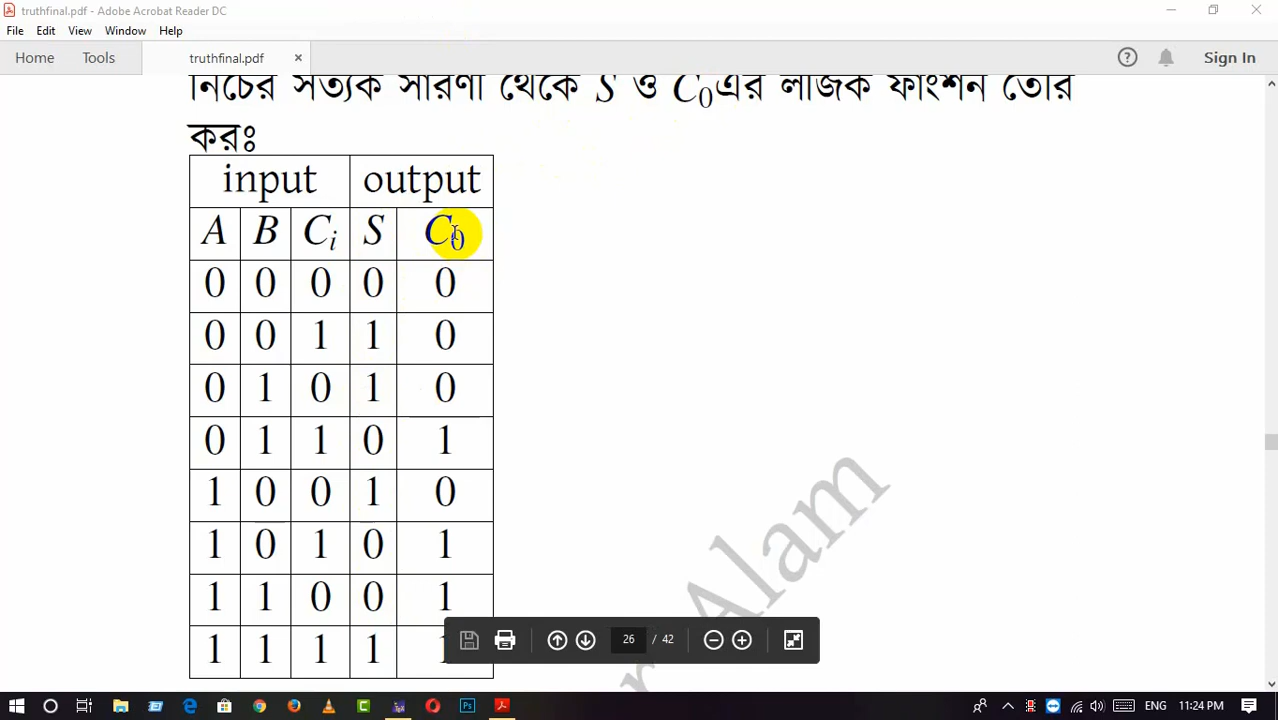 truthfinal.pdf - Adobe Acrobat Reader DC
File Edit View Window Help
Home Tools truthfinal.pdf × Sign In
নিচের সত্যক সারণী থেকে S ও C₀এর লজিক ফাংশন তৈরি
করঃ
input output
A B Cᵢ S C₀
0 0 0 0 0
0 0 1 1 0
0 1 0 1 0
0 1 1 0 1
1 0 0 1 0
1 0 1 0 1
1 1 0 0 1
1 1 1 1
Alam
26 / 42
11:24 PM